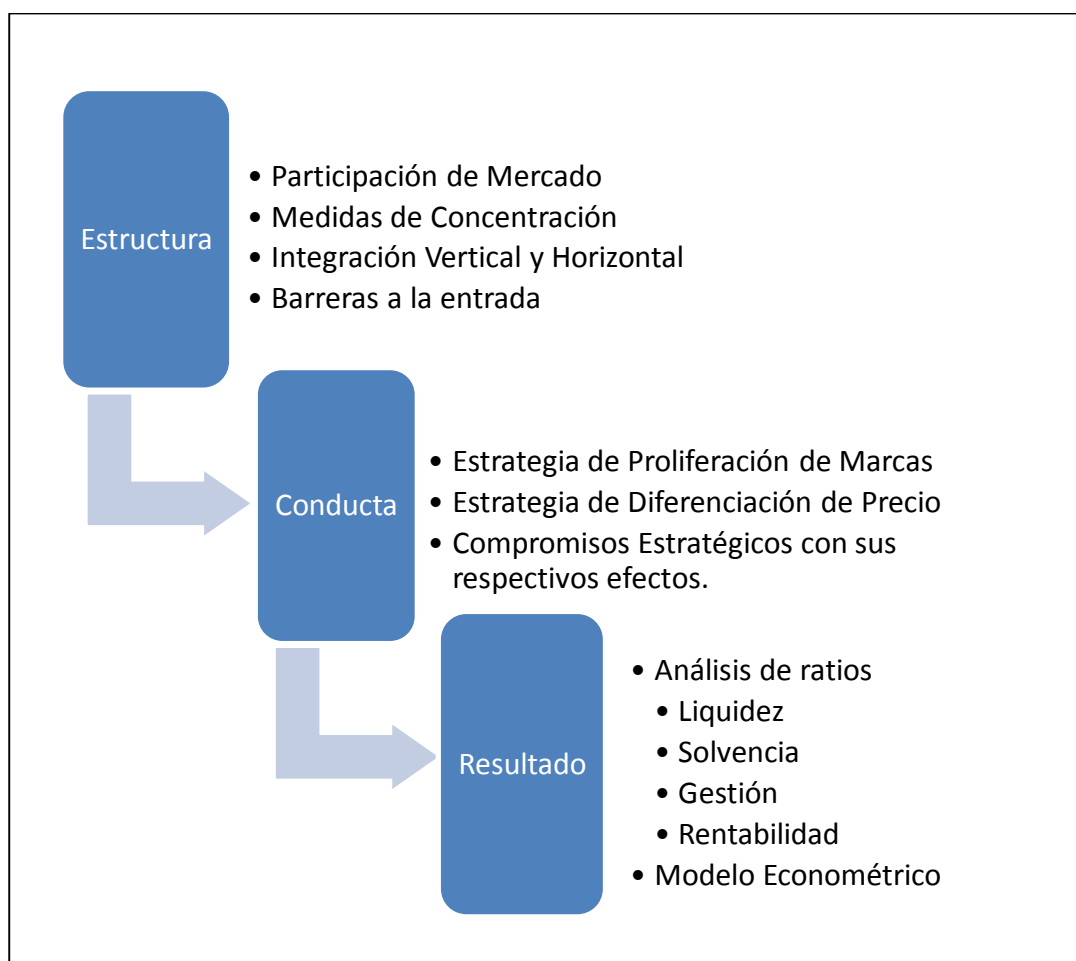 Estructura
• Participación de Mercado
• Medidas de Concentración
• Integración Vertical y Horizontal
• Barreras a la entrada
Conducta
• Estrategia de Proliferación de Marcas
• Estrategia de Diferenciación de Precio
• Compromisos Estratégicos con sus
respectivos efectos.
Resultado
• Análisis de ratios
• Liquidez
• Solvencia
• Gestión
• Rentabilidad
• Modelo Econométrico